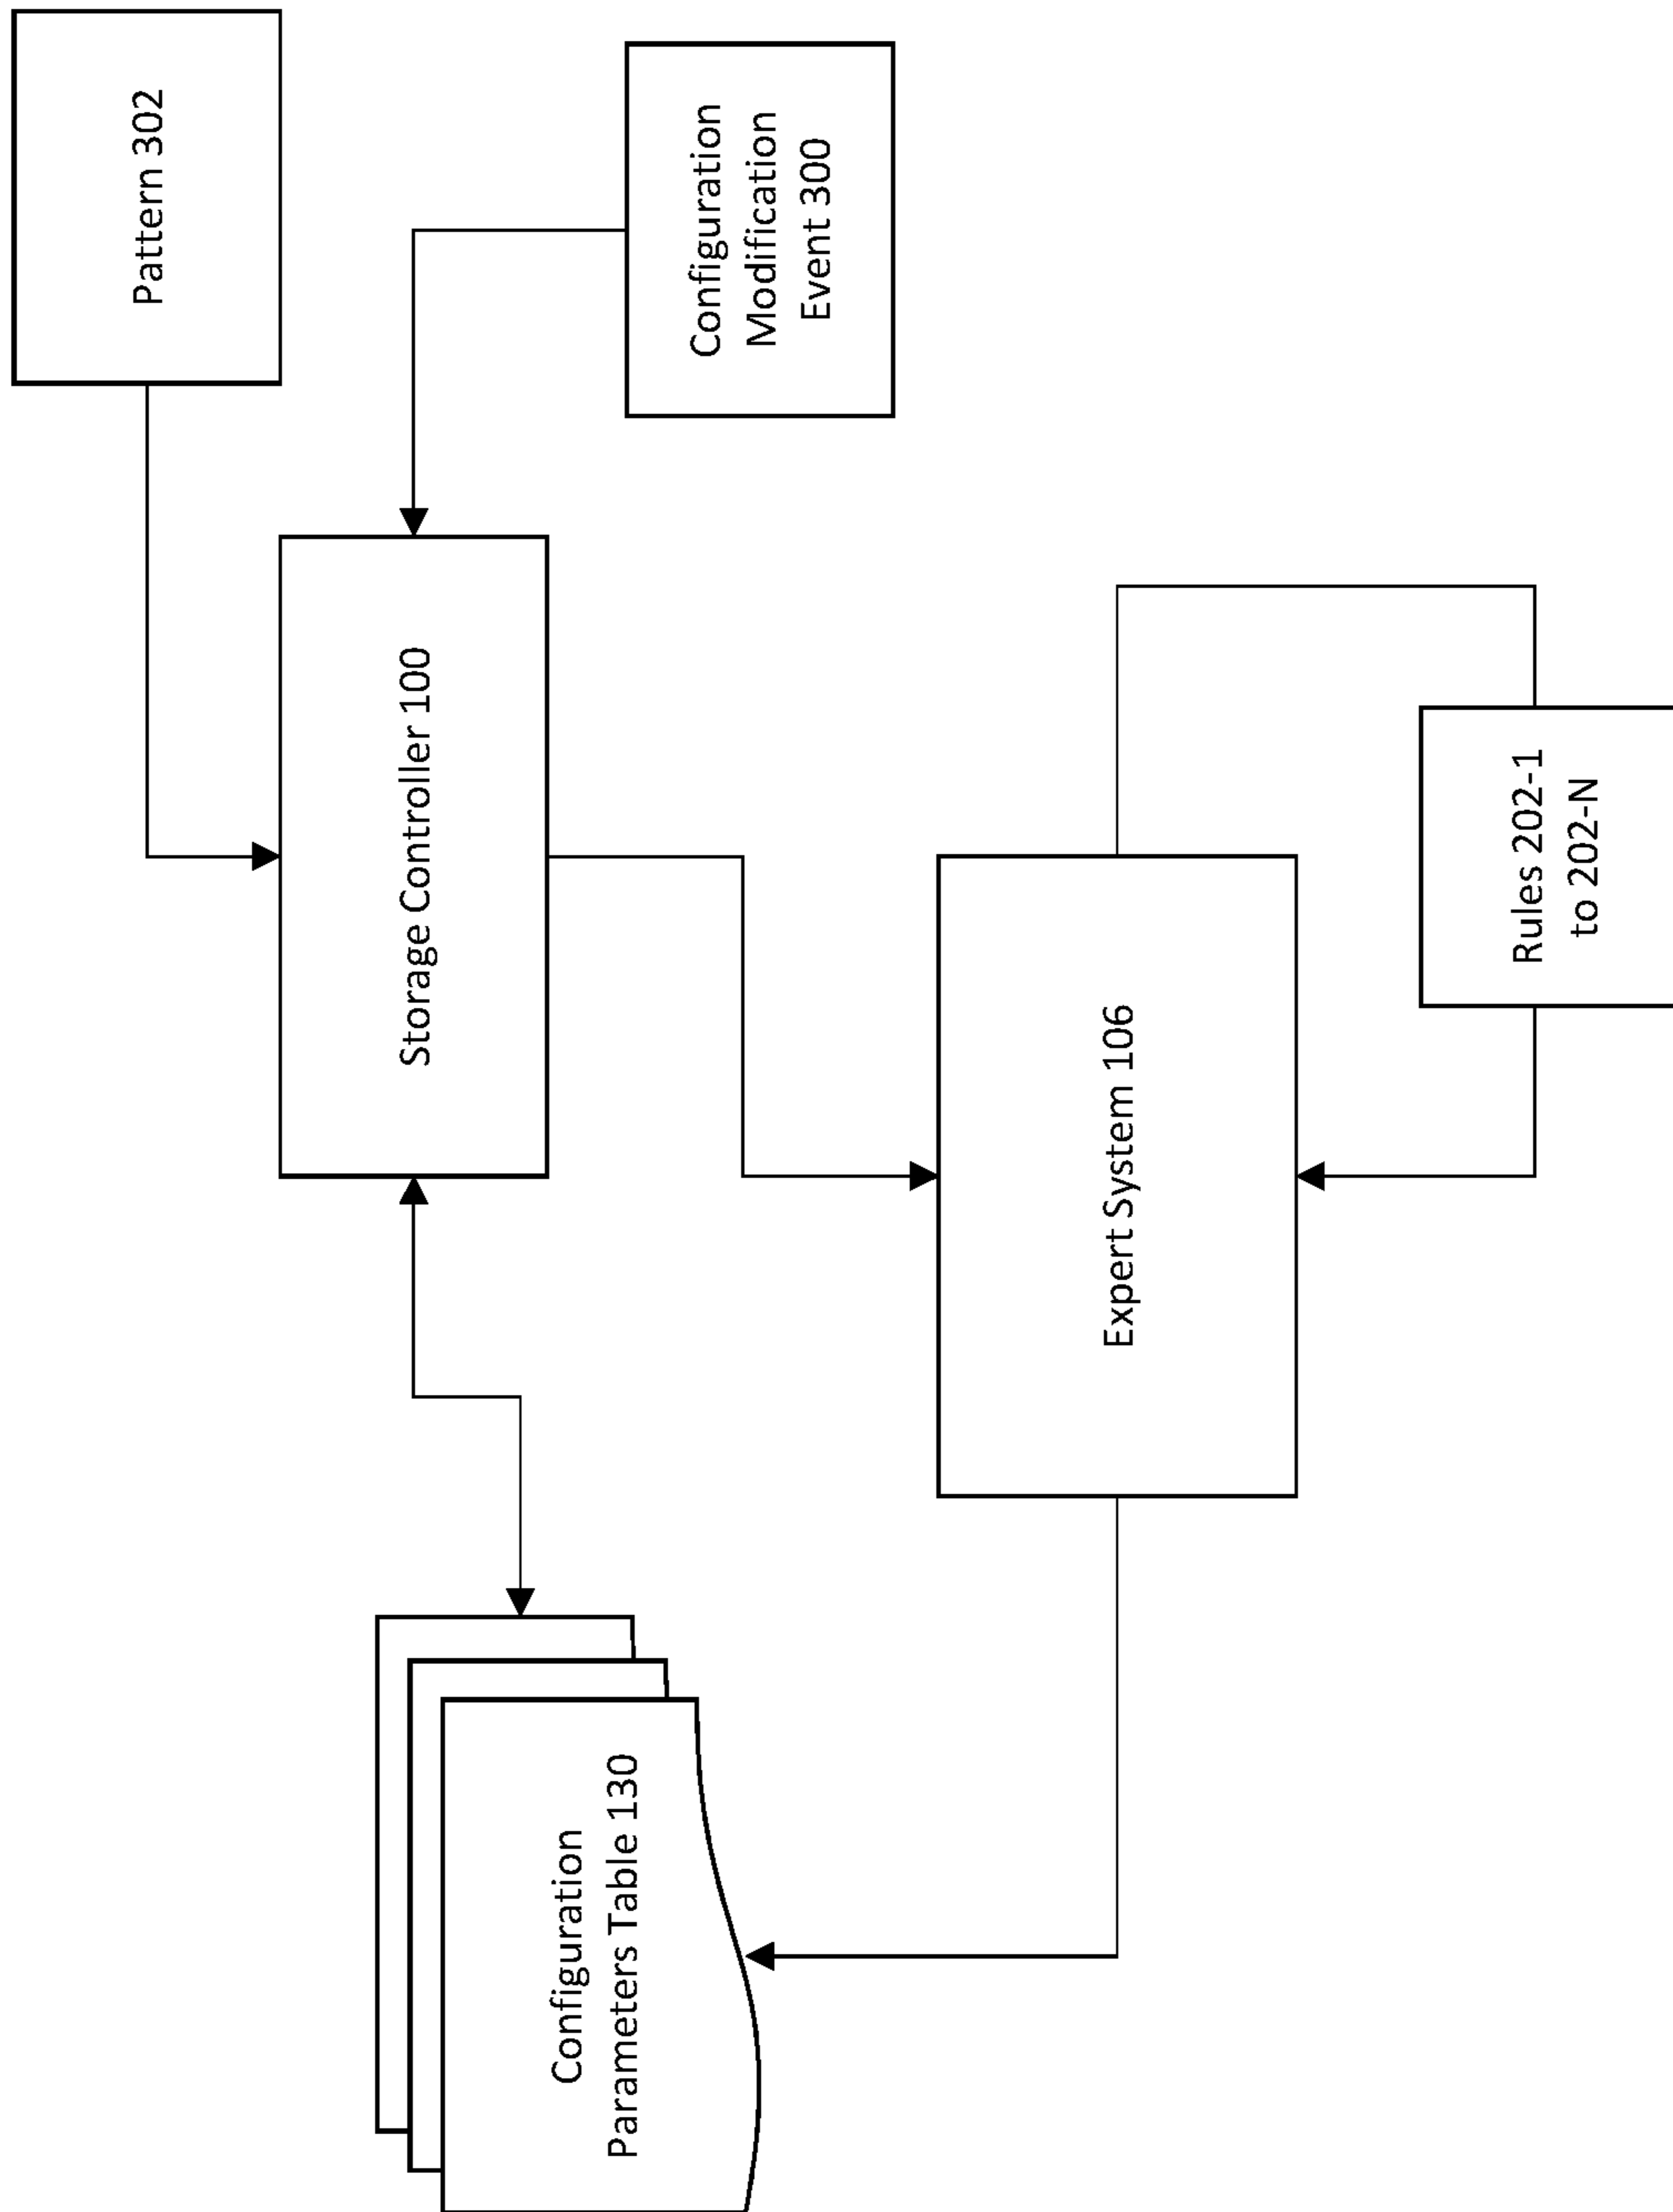 Pattern 302
Storage Controller 100
Configuration
Modification
Event 300
Configuration
Parameters Table 130
Expert System 106
Rules 202-1
to 202-N